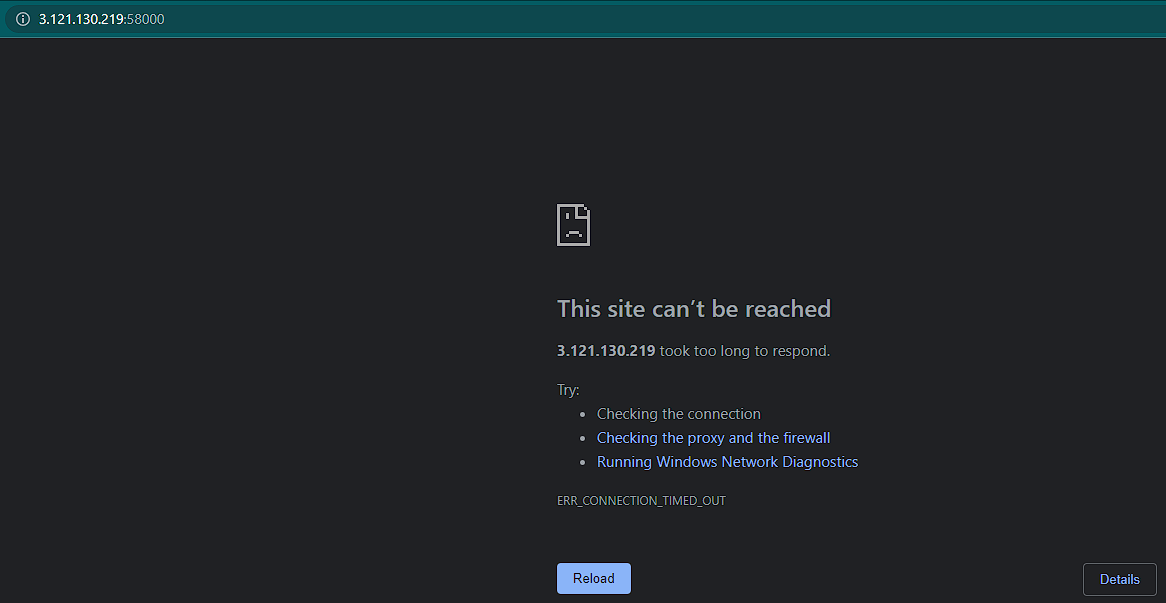 3.121.130.219:58000
This site can’t be reached
3.121.130.219 took too long to respond.
Try:
• Checking the connection
• Checking the proxy and the firewall
• Running Windows Network Diagnostics
ERR_CONNECTION_TIMED_OUT
Reload
Details